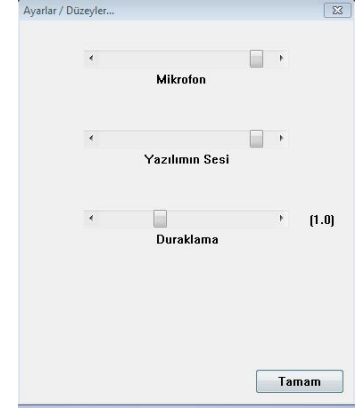 Ayarlar / Düzeyler...
Mikrofon
Yazılımın Sesi
(1.0)
Duraklama
Tamam